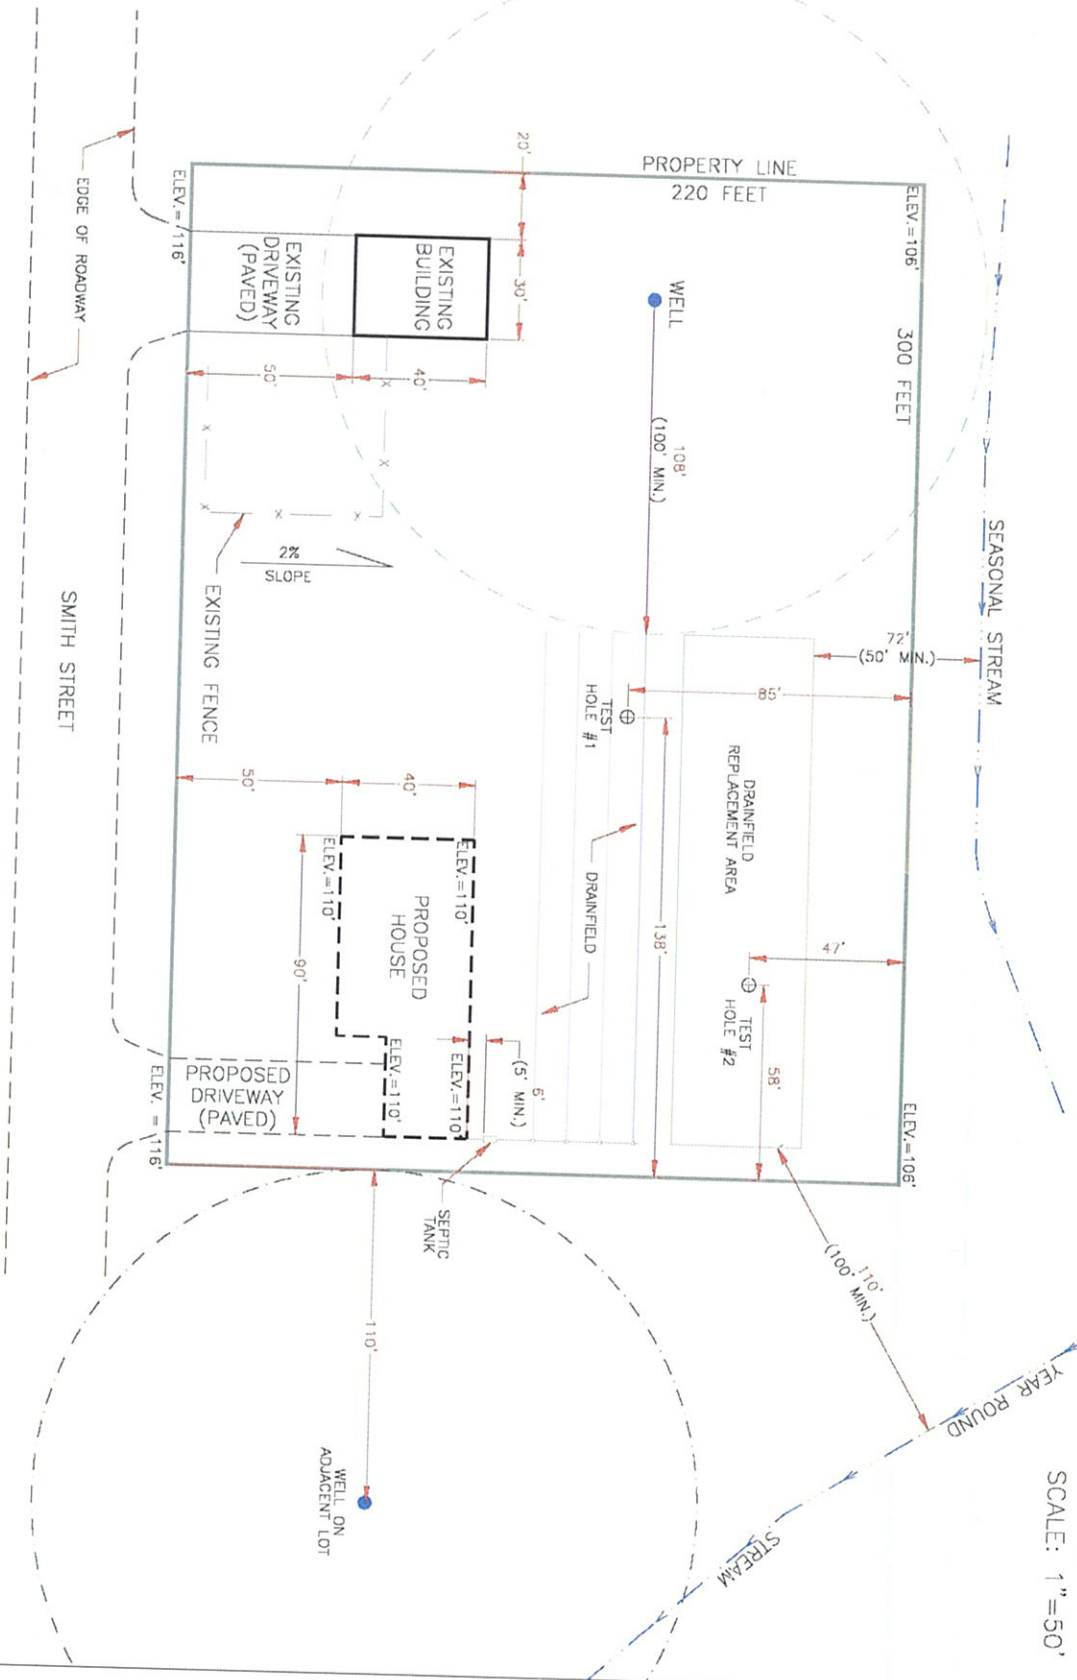 SCALE: 1"=50'
SEASONAL STREAM
YEAR ROUND
STREAM
PROPERTY LINE
220 FEET
ELEV.=106'
300 FEET
ELEV.=106'
72'
(50' MIN.)
85'
47'
WELL
108'
(100' MIN.)
DRAINFIELD
REPLACEMENT AREA
TEST
HOLE #1
TEST
HOLE #2
138'
58'
110'
(100' MIN.)
DRAINFIELD
20'
30'
EXISTING
BUILDING
40'
50'
EXISTING
DRIVEWAY
(PAVED)
ELEV.=116'
2%
SLOPE
EXISTING FENCE
40'
50'
ELEV.=110'
ELEV.=110'
PROPOSED
HOUSE
ELEV.=110'
ELEV.=110'
90'
6'
(5' MIN.)
SEPTIC
TANK
PROPOSED
DRIVEWAY
(PAVED)
ELEV. = 116'
110'
WELL ON
ADJACENT LOT
EDGE OF ROADWAY
SMITH STREET